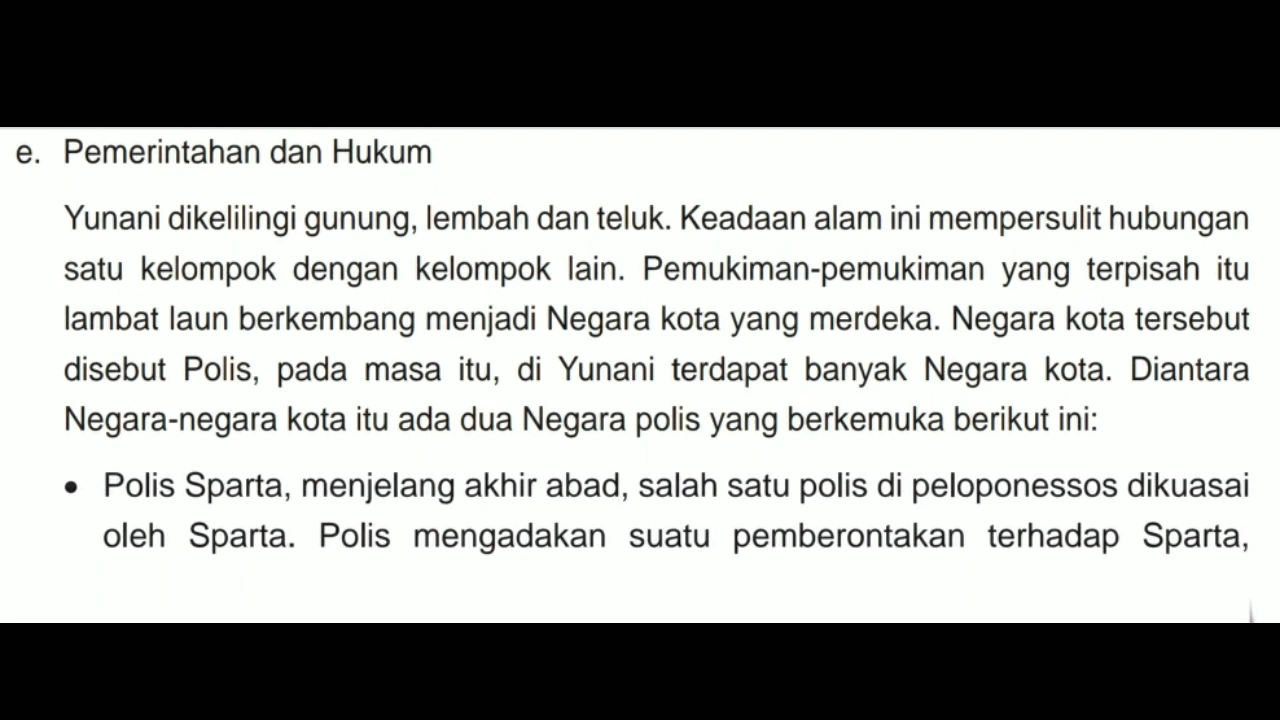 e. Pemerintahan dan Hukum
Yunani dikelilingi gunung, lembah dan teluk. Keadaan alam ini mempersulit hubungan
satu kelompok dengan kelompok lain. Pemukiman-pemukiman yang terpisah itu
lambat laun berkembang menjadi Negara kota yang merdeka. Negara kota tersebut
disebut Polis, pada masa itu, di Yunani terdapat banyak Negara kota. Diantara
Negara-negara kota itu ada dua Negara polis yang berkemuka berikut ini:
• Polis Sparta, menjelang akhir abad, salah satu polis di peloponessos dikuasai
oleh Sparta. Polis mengadakan suatu pemberontakan terhadap Sparta,